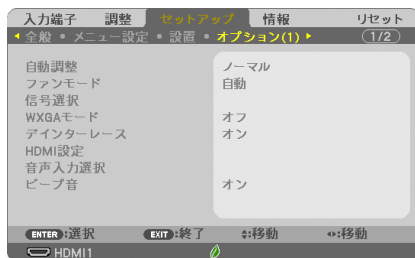 入力端子 調整 セットアップ 情報 リセット
全般 • メニュー設定 • 設置 • オプション(1) 1/2
自動調整 ノーマル
ファンモード 自動
信号選択
WXGAモード オフ
デインターレース オン
HDMI設定
音声入力選択
ビープ音 オン
ENTER:選択 EXIT:終了 :移動 :移動
HDMI1